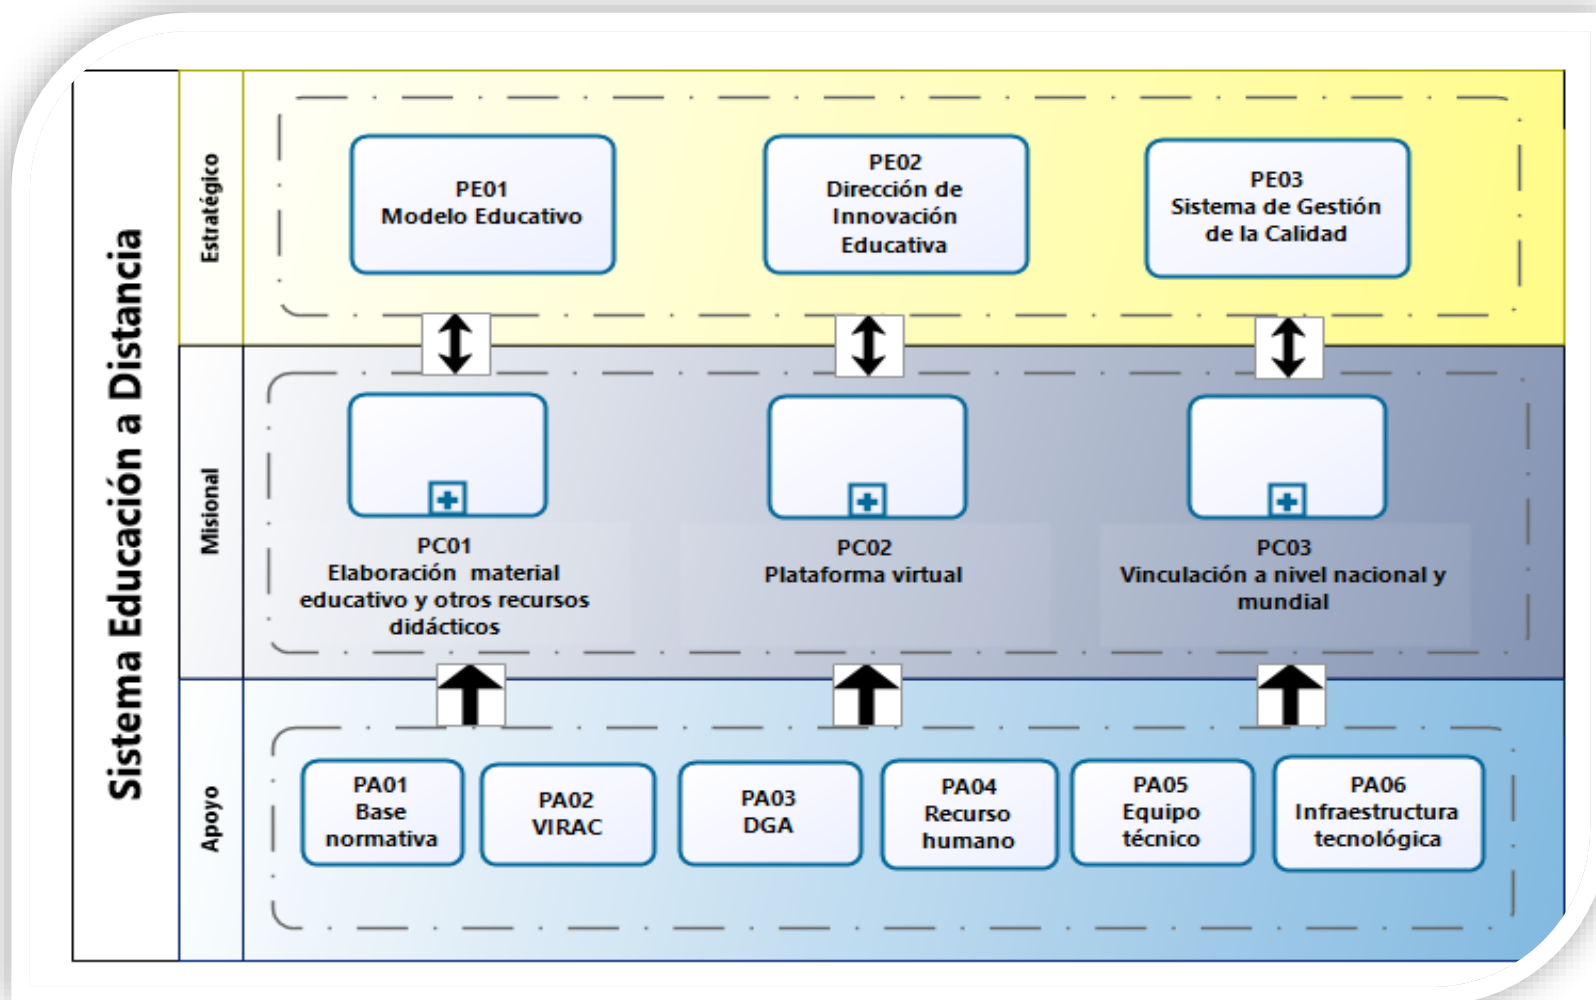 Sistema Educación a Distancia
Estratégico
PE01
Modelo Educativo
PE02
Dirección de
Innovación
Educativa
PE03
Sistema de Gestión
de la Calidad
Misional
PC01
Elaboración material
educativo y otros recursos
didácticos
PC02
Plataforma virtual
PC03
Vinculación a nivel nacional y
mundial
Apoyo
PA01
Base
normativa
PA02
VIRAC
PA03
DGA
PA04
Recurso
humano
PA05
Equipo
técnico
PA06
Infraestructura
tecnológica